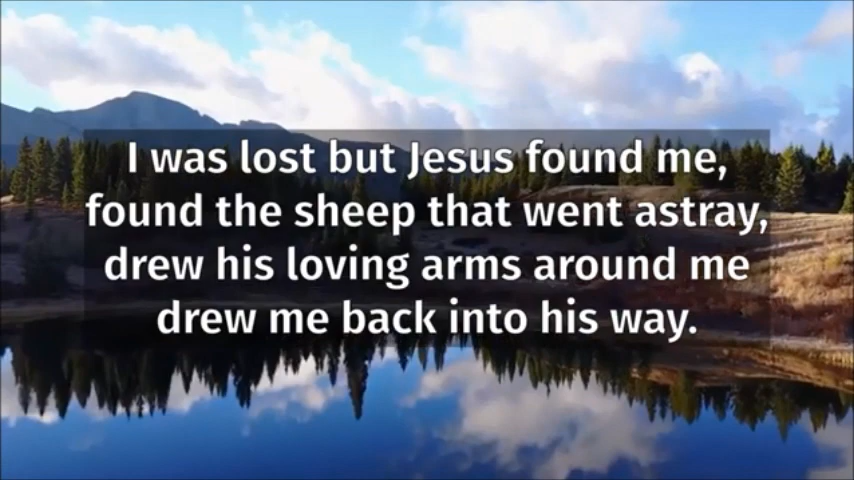 I was lost but Jesus found me,
found the sheep that went astray,
drew his loving arms around me
drew me back into his way.